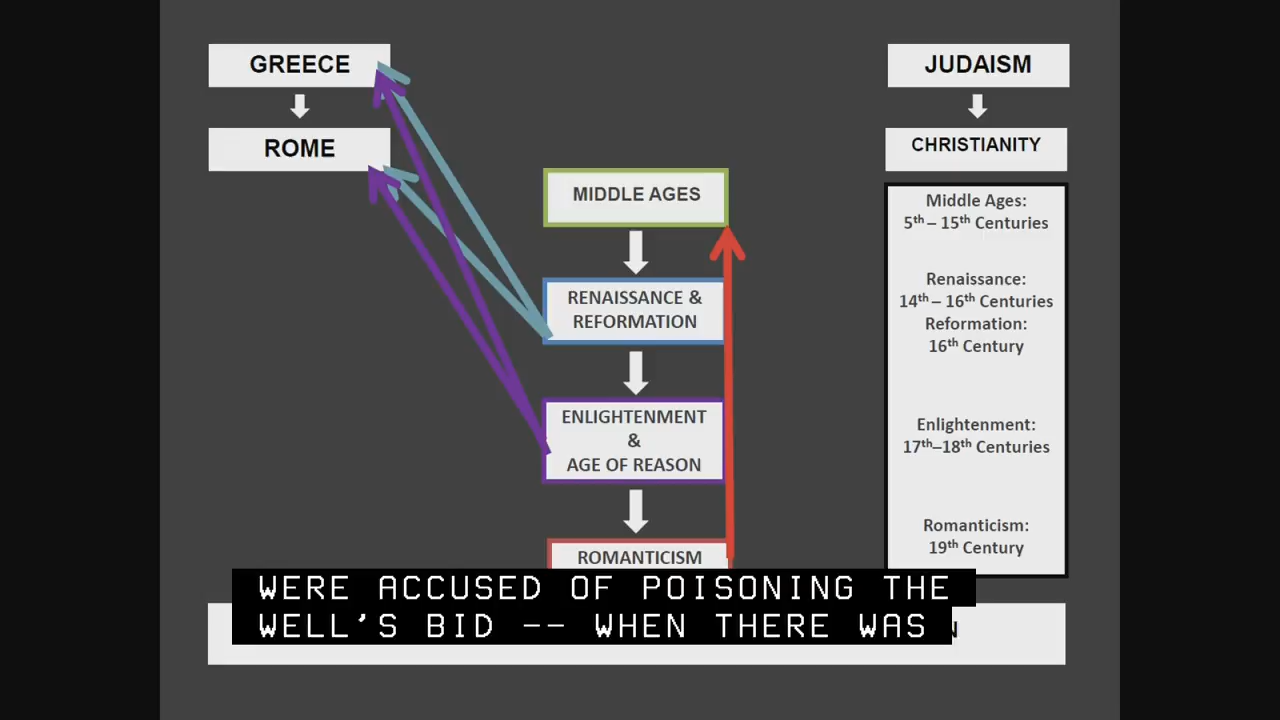 GREECE
ROME
MIDDLE AGES
RENAISSANCE &
REFORMATION
ENLIGHTENMENT
&
AGE OF REASON
ROMANTICISM
JUDAISM
CHRISTIANITY
Middle Ages:
5th – 15th Centuries
Renaissance:
14th – 16th Centuries
Reformation:
16th Century
Enlightenment:
17th–18th Centuries
Romanticism:
19th Century
WERE ACCUSED OF POISONING THE
WELL'S BID -- WHEN THERE WAS